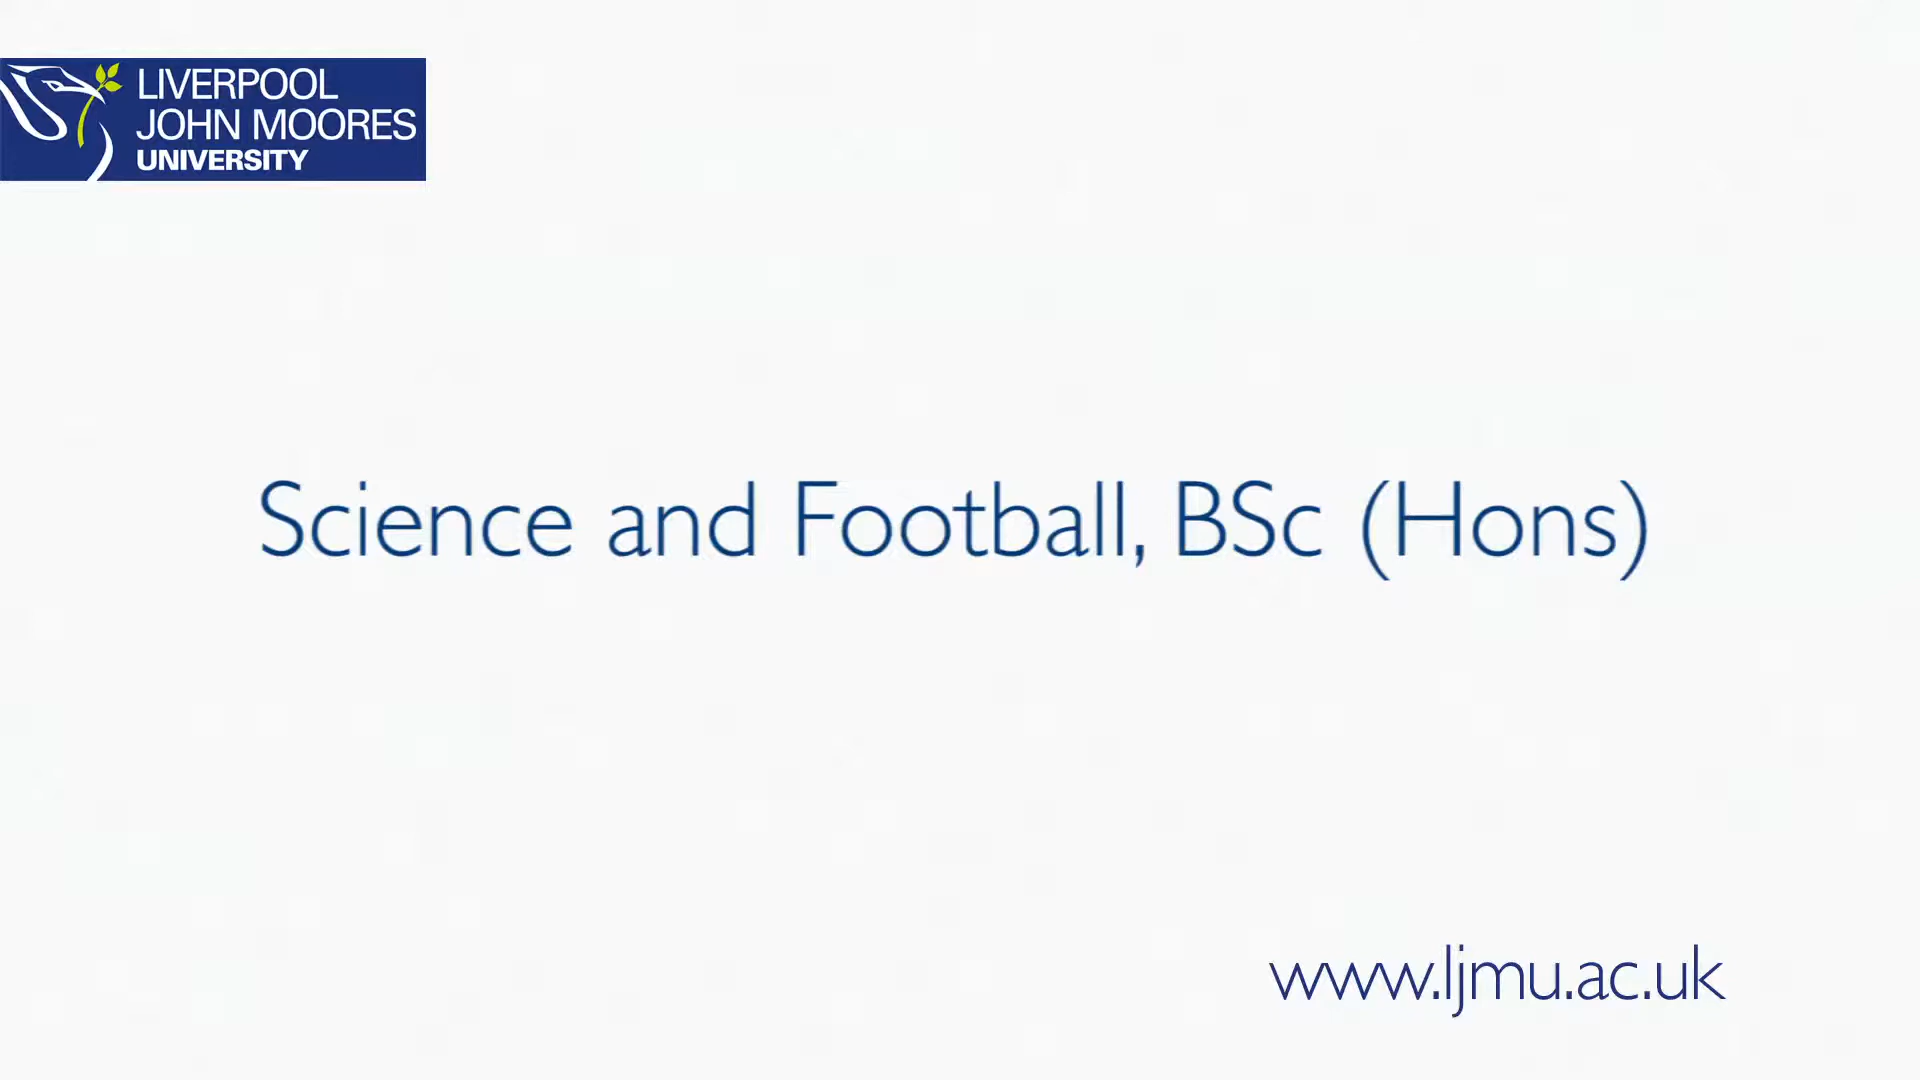 LIVERPOOL
JOHN MOORES
UNIVERSITY
Science and Football, BSc (Hons)
www.ljmu.ac.uk